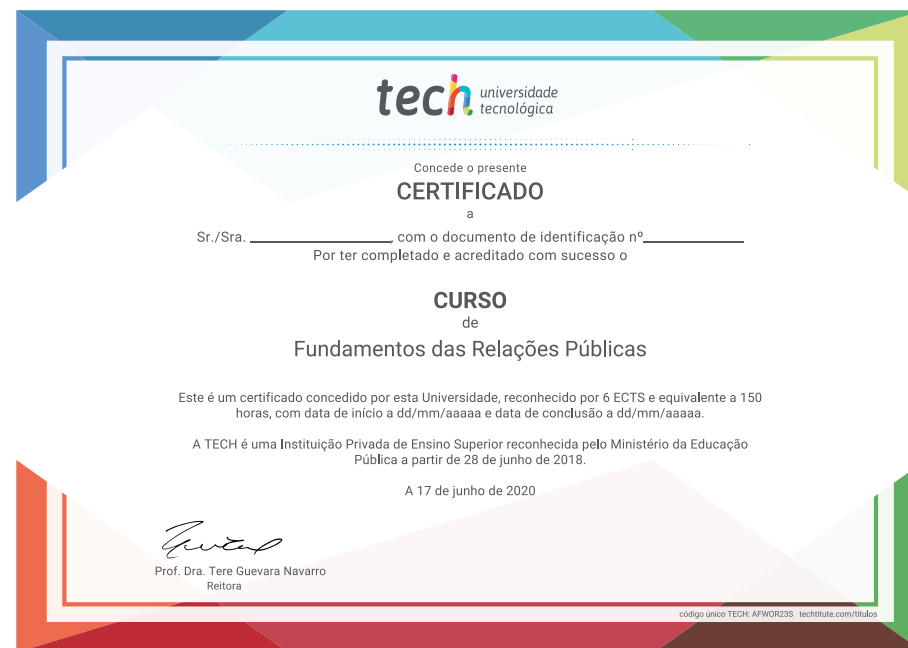 tech universidade
tecnológica
Concede o presente
CERTIFICADO
a
Sr./Sra. ____________________, com o documento de identificação nº______________
Por ter completado e acreditado com sucesso o
CURSO
de
Fundamentos das Relações Públicas
Este é um certificado concedido por esta Universidade, reconhecido por 6 ECTS e equivalente a 150
horas, com data de início a dd/mm/aaaaa e data de conclusão a dd/mm/aaaaa.
A TECH é uma Instituição Privada de Ensino Superior reconhecida pelo Ministério da Educação
Pública a partir de 28 de junho de 2018.
A 17 de junho de 2020
Prof. Dra. Tere Guevara Navarro
Reitora
código único TECH: AFWOR23S techtitute.com/titulos